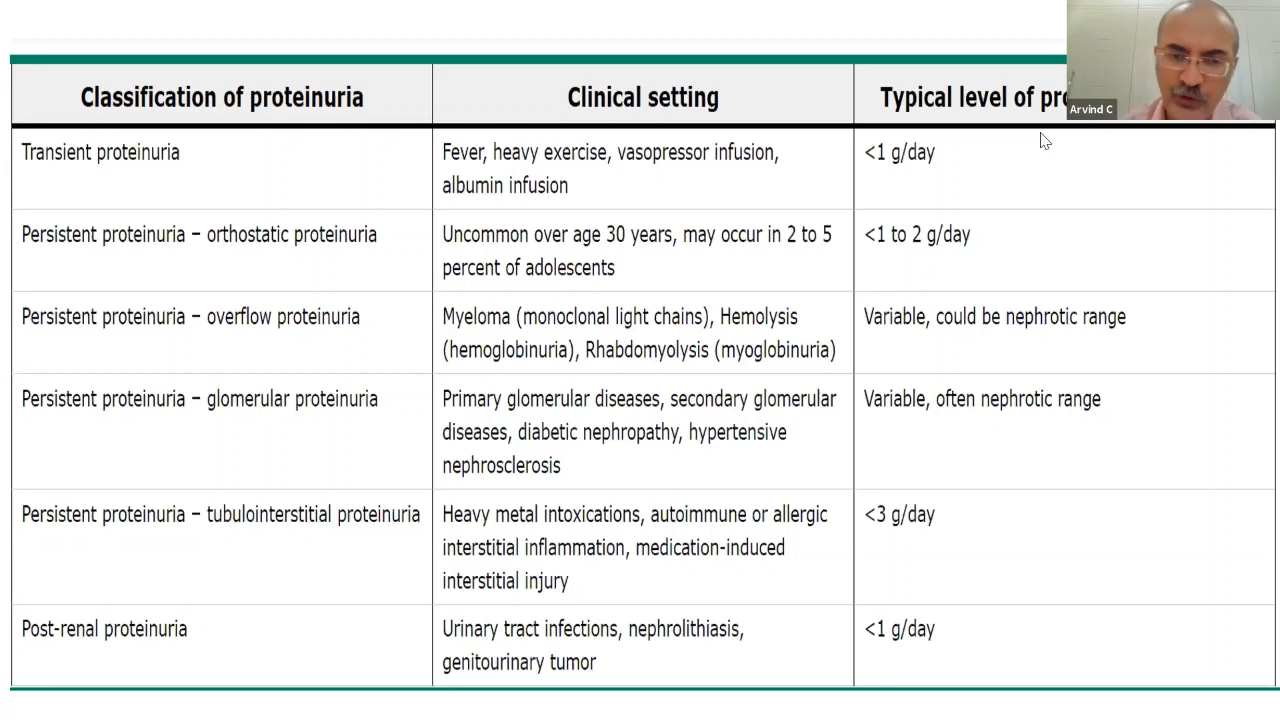 Classification of proteinuria
Clinical setting
Typical level of
Arvind C
Transient proteinuria
Fever, heavy exercise, vasopressor infusion,
albumin infusion
<1 g/day
Persistent proteinuria – orthostatic proteinuria
Uncommon over age 30 years, may occur in 2 to 5
percent of adolescents
<1 to 2 g/day
Persistent proteinuria – overflow proteinuria
Myeloma (monoclonal light chains), Hemolysis
(hemoglobinuria), Rhabdomyolysis (myoglobinuria)
Variable, could be nephrotic range
Persistent proteinuria – glomerular proteinuria
Primary glomerular diseases, secondary glomerular
diseases, diabetic nephropathy, hypertensive
nephrosclerosis
Variable, often nephrotic range
Persistent proteinuria – tubulointerstitial proteinuria
Heavy metal intoxications, autoimmune or allergic
interstitial inflammation, medication-induced
interstitial injury
<3 g/day
Post-renal proteinuria
Urinary tract infections, nephrolithiasis,
genitourinary tumor
<1 g/day